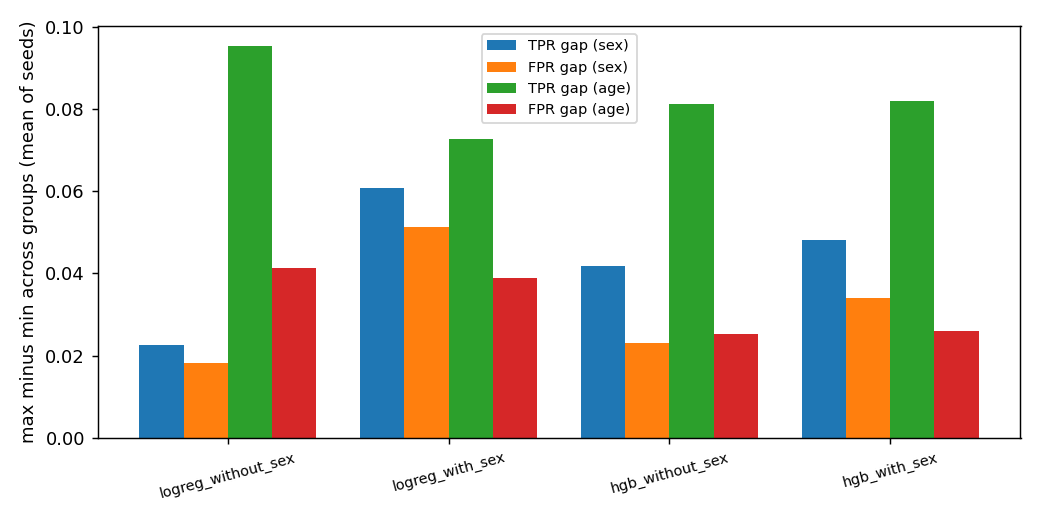 max minus min across groups (mean of seeds)
0.10
0.08
0.06
0.04
0.02
0.00
TPR gap (sex)
FPR gap (sex)
TPR gap (age)
FPR gap (age)
logreg_without_sex
logreg_with_sex
hgb_without_sex
hgb_with_sex